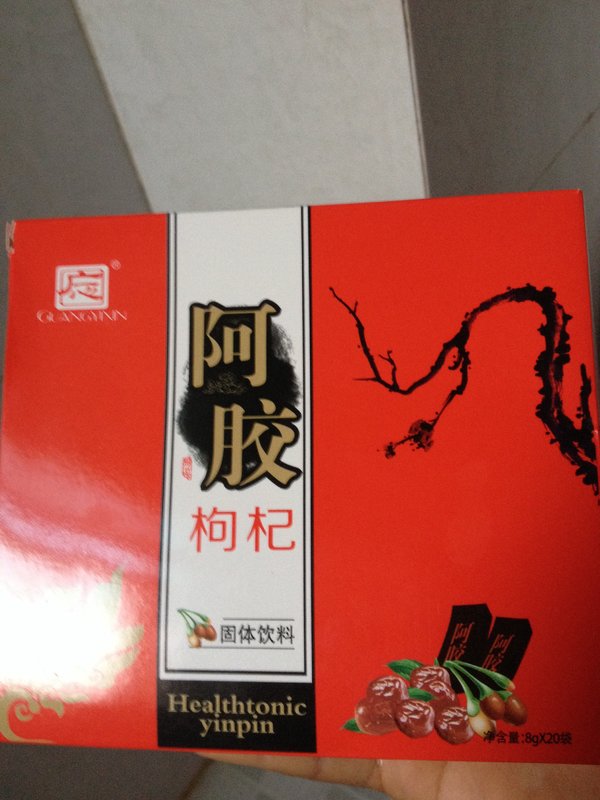 GUANGYINN
®
阿
胶
枸杞
固体饮料
Healthtonic
yinpin
阿胶
阿胶
净含量:8gX20袋